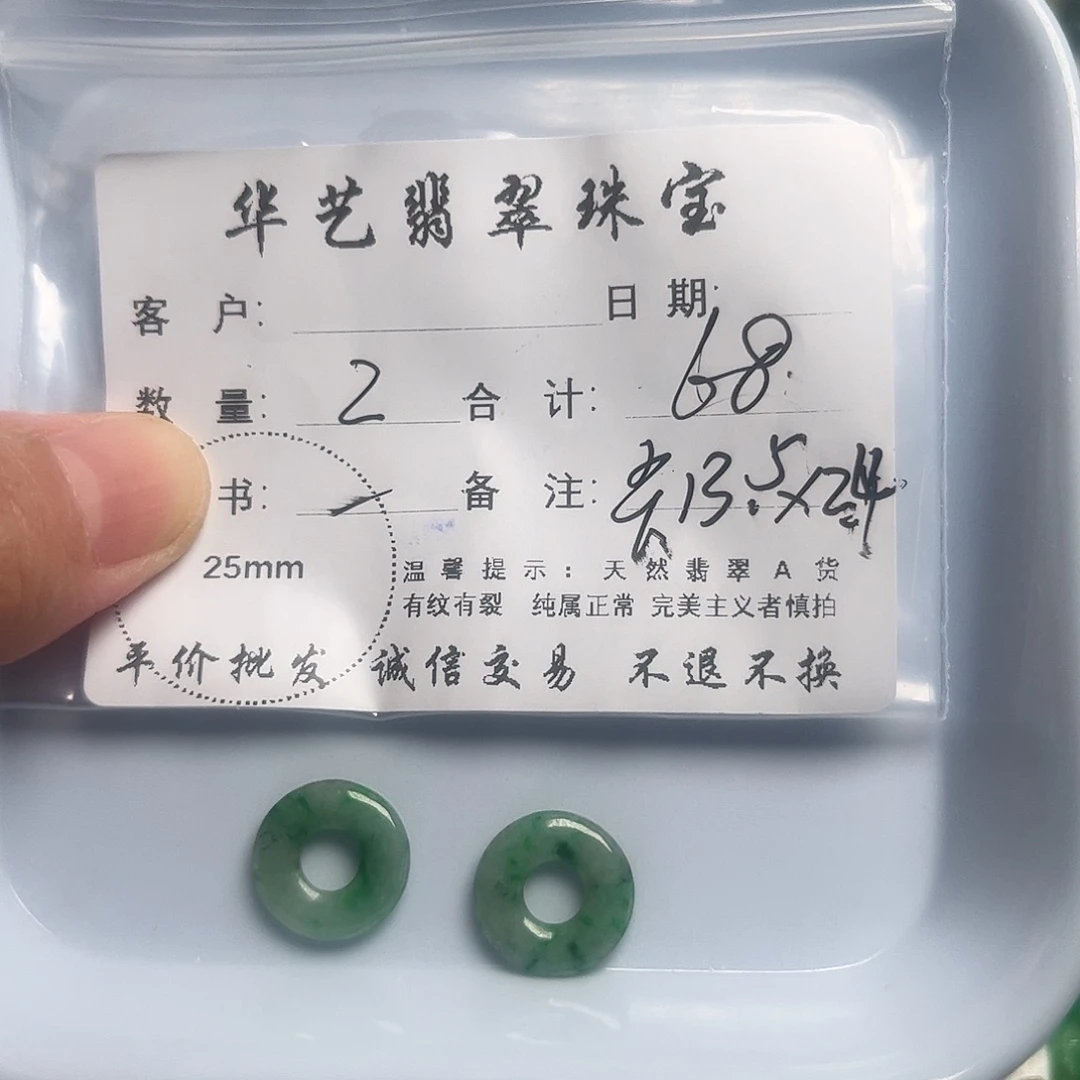 华艺翡翠珠宝
客 户: 日 期:
数 量: 2 合 计: 68
书: 备 注: 13.5x2.4
25mm
温馨提示:天然翡翠A货
有纹有裂 纯属正常 完美主义者慎拍
平价批发 诚信交易 不退不换